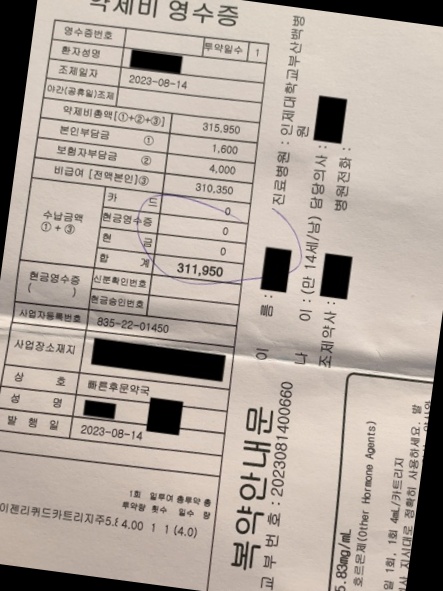 약제비 영수증
영수증번호 투약일수 1
환자성명
조제일자 2023-08-14
야간(공휴일)조제
약제비총액[①+②+③] 315,950
본인부담금 ① 1,600
보험자부담금 ② 4,000
비급여 [전액본인]③ 310,350
수납금액 ①+③
카 드 0
현금영수증 0
현 금 0
합 계 311,950
현금영수증 ( )
신분확인번호
현금승인번호
사업자등록번호 835-22-01450
사업장소재지
상 호 빠른후문약국
성 명
발 행 일 2023-08-14
1회 투약량 일투여 횟수 총투약 일수 총 량
이젠리퀴드카트리지주5.8 4.00 1 1 (4.0)
진료병원 : 인제대학교부산백병원
담당의사 :
병원전화 :
이 름 :
나 이 : (만 14세/남)
조제약사 :
복약안내문
교부번호 : 2023081400660
5.83mg/mL
호르몬제(Other Hormone Agents)
일 1회, 1회 4mL/카트리지
지시대로 정확히 사용하세요.